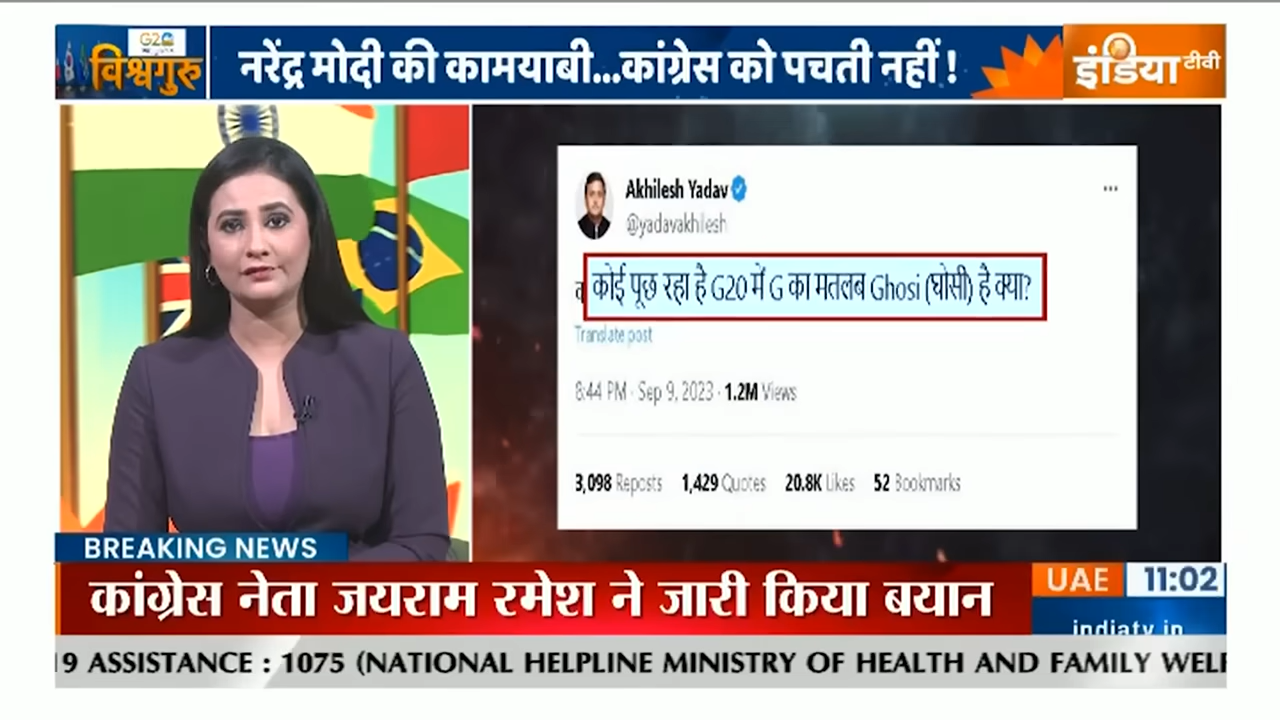 G20
विश्वगुरु
नरेंद्र मोदी की कामयाबी...कांग्रेस को पचती नहीं!
इंडिया टीवी
Akhilesh Yadav
@yadavakhilesh
कोई पूछ रहा है G20 में G का मतलब Ghosi (घोसी) है क्या?
Translate post
8:44 PM · Sep 9, 2023 · 1.2M Views
3,098 Reposts 1,429 Quotes 20.8K Likes 52 Bookmarks
BREAKING NEWS
कांग्रेस नेता जयराम रमेश ने जारी किया बयान
UAE 11:02
indiatv.in
19 ASSISTANCE : 1075 (NATIONAL HELPLINE MINISTRY OF HEALTH AND FAMILY WELF